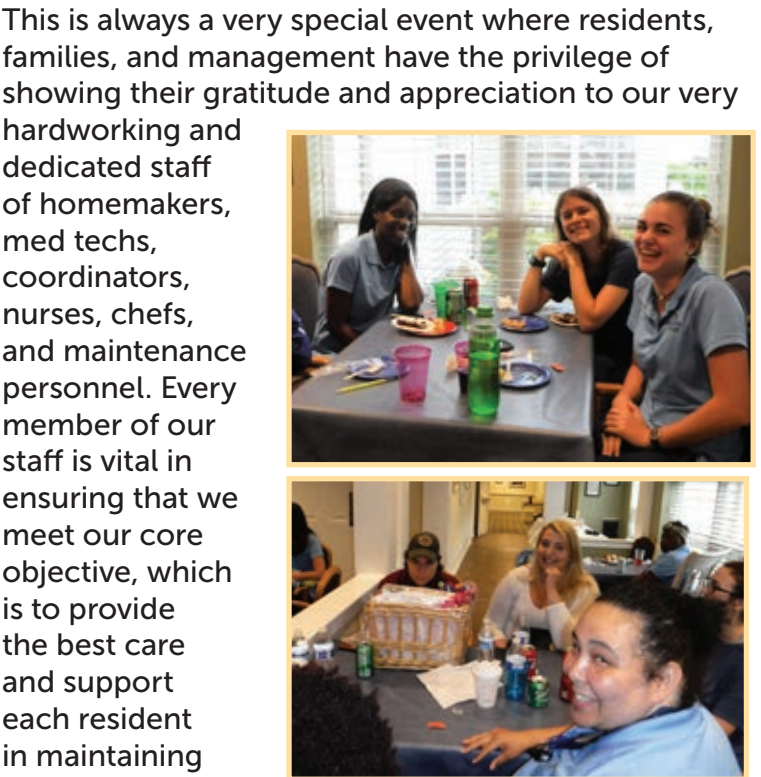 This is always a very special event where residents,
families, and management have the privilege of
showing their gratitude and appreciation to our very
hardworking and
dedicated staff
of homemakers,
med techs,
coordinators,
nurses, chefs,
and maintenance
personnel. Every
member of our
staff is vital in
ensuring that we
meet our core
objective, which
is to provide
the best care
and support
each resident
in maintaining